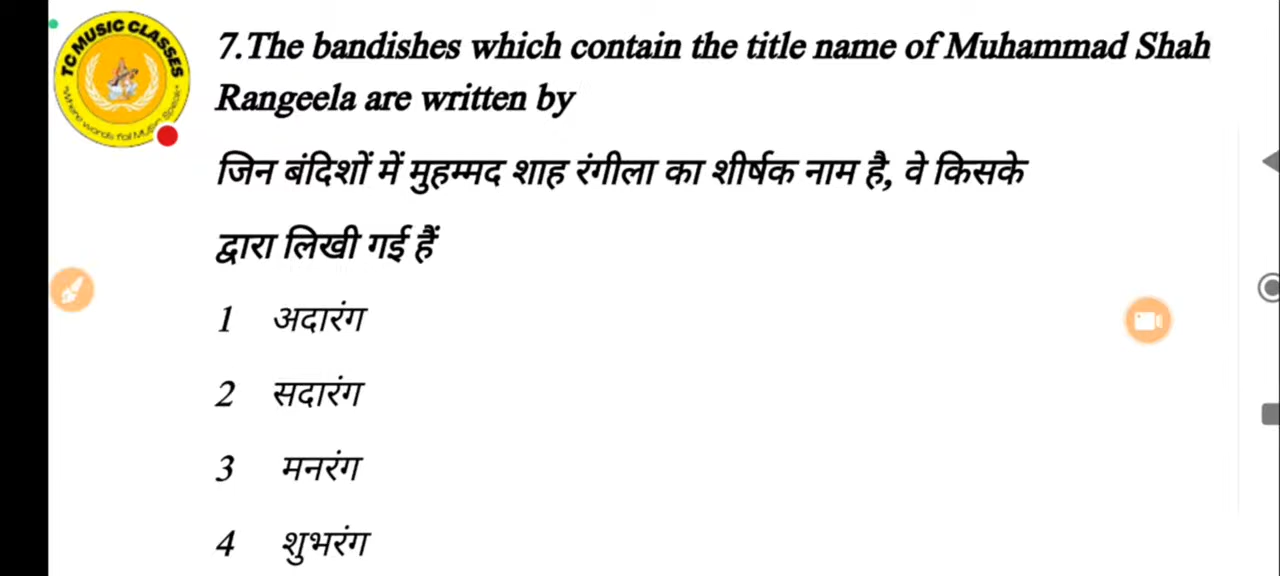 TC MUSIC CLASSES
7.The bandishes which contain the title name of Muhammad Shah
Rangeela are written by
जिन बंदिशों में मुहम्मद शाह रंगीला का शीर्षक नाम है, वे किसके
द्वारा लिखी गई हैं
1 अदारंग
2 सदारंग
3 मनरंग
4 शुभरंग